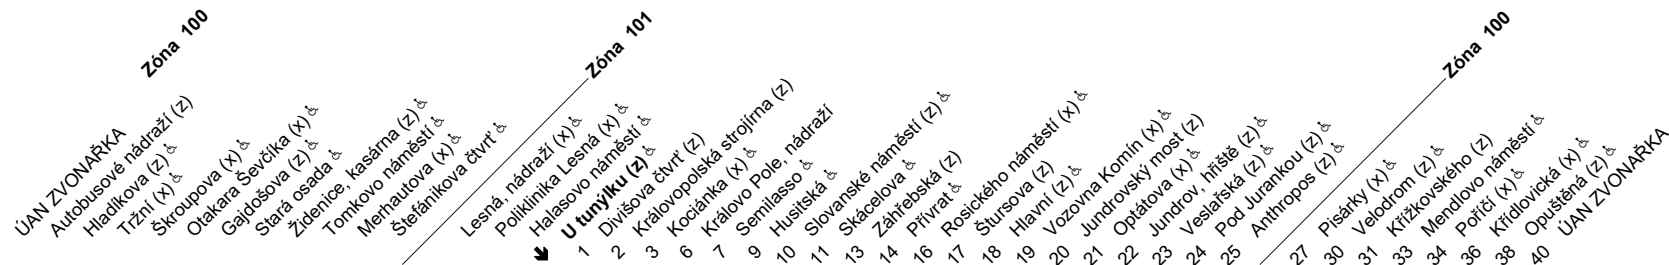 Zóna 100
ÚAN ZVONAŘKA
Autobusové nádraží (z)
Hladíkova (z) ♿
Tržní (x) ♿
Škroupova (x) ♿
Otakara Ševčíka (x) ♿
Gajdošova (z) ♿
Stará osada ♿
Židenice, kasárna (z) ♿
Tomkovo náměstí ♿
Merhautova (x) ♿
Štefánikova čtvrť ♿
Zóna 101
Lesná, nádraží (x) ♿
Poliklinika Lesná (x) ♿
Halasovo náměstí ♿
U tunýlku (z) ♿
1 Divišova čtvrť (z)
2 Královopolská strojírna (z)
3 Kociánka (x) ♿
6 Královo Pole, nádraží
7 Semilasso ♿
9 Husitská ♿
10 Slovanské náměstí (z) ♿
11 Skácelova ♿
13 Záhřebská (z)
14 Přívrat ♿
16 Rosického náměstí (x) ♿
17 Štursova (z)
18 Hlavní (z) ♿
19 Vozovna Komín (x) ♿
20 Jundrovský most (z)
21 Optátova (x) ♿
22 Jundrov, hřiště (z) ♿
23 Veslařská (z) ♿
24 Pod Jurankou (z) ♿
25 Anthropos (z) ♿
Zóna 100
27 Pisárky (x) ♿
30 Velodrom (z) ♿
31 Křížkovského (z)
33 Mendlovo náměstí ♿
34 Poříčí (x) ♿
36 Křídlovická (x) ♿
38 Opuštěná (z) ♿
40 ÚAN ZVONAŘKA